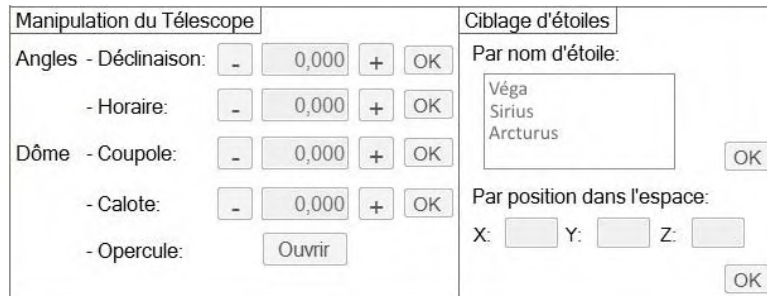 Manipulation du Télescope
Angles - Déclinaison: - 0,000 + OK
- Horaire: - 0,000 + OK
Dôme - Coupole: - 0,000 + OK
- Calote: - 0,000 + OK
- Opercule: Ouvrir
Ciblage d'étoiles
Par nom d'étoile:
Véga
Sirius
Arcturus
OK
Par position dans l'espace:
X: Y: Z:
OK